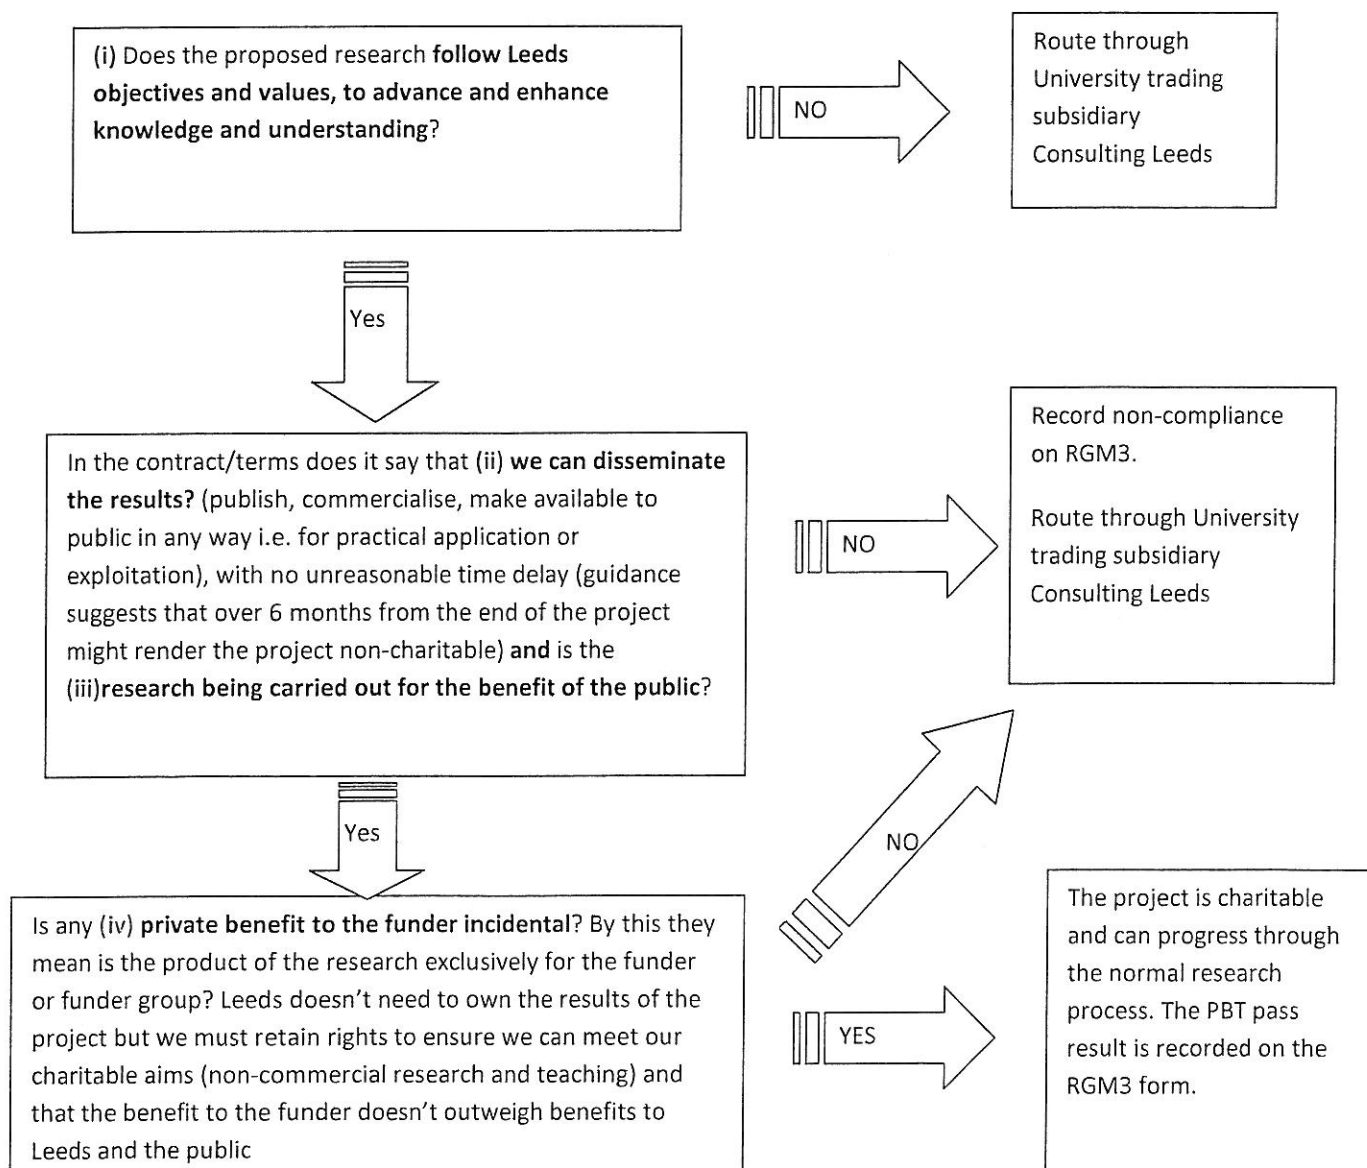 (i) Does the proposed research follow Leeds
objectives and values, to advance and enhance
knowledge and understanding?
NO
Route through
University trading
subsidiary
Consulting Leeds
Yes
In the contract/terms does it say that (ii) we can disseminate
the results? (publish, commercialise, make available to
public in any way i.e. for practical application or
exploitation), with no unreasonable time delay (guidance
suggests that over 6 months from the end of the project
might render the project non-charitable) and is the
(iii)research being carried out for the benefit of the public?
NO
Record non-compliance
on RGM3.
Route through University
trading subsidiary
Consulting Leeds
Yes
Is any (iv) private benefit to the funder incidental? By this they
mean is the product of the research exclusively for the funder
or funder group? Leeds doesn't need to own the results of the
project but we must retain rights to ensure we can meet our
charitable aims (non-commercial research and teaching) and
that the benefit to the funder doesn't outweigh benefits to
Leeds and the public
NO
YES
The project is charitable
and can progress through
the normal research
process. The PBT pass
result is recorded on the
RGM3 form.